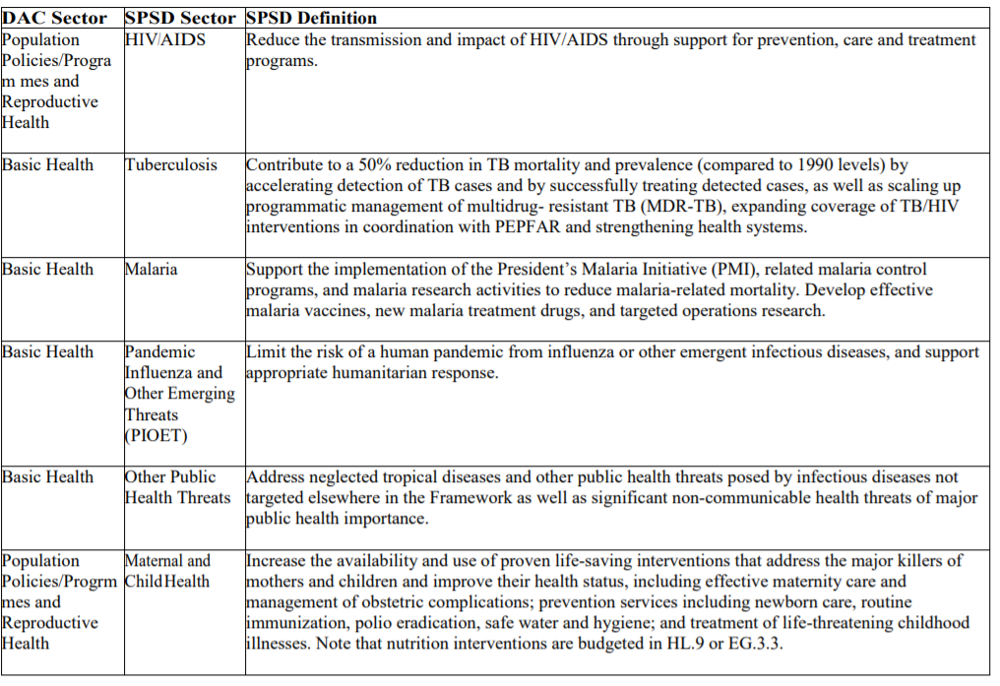 DAC Sector SPSD Sector SPSD Definition
Population HIV/AIDS Reduce the transmission and impact of HIV/AIDS through support for prevention, care and treatment
Policies/Progra programs.
m mes and
Reproductive
Health
Basic Health Tuberculosis Contribute to a 50% reduction in TB mortality and prevalence (compared to 1990 levels) by
accelerating detection of TB cases and by successfully treating detected cases, as well as scaling up
programmatic management of multidrug- resistant TB (MDR-TB), expanding coverage of TB/HIV
interventions in coordination with PEPFAR and strengthening health systems.
Basic Health Malaria Support the implementation of the President’s Malaria Initiative (PMI), related malaria control
programs, and malaria research activities to reduce malaria-related mortality. Develop effective
malaria vaccines, new malaria treatment drugs, and targeted operations research.
Basic Health Pandemic Limit the risk of a human pandemic from influenza or other emergent infectious diseases, and support
Influenza and appropriate humanitarian response.
Other Emerging
Threats
(PIOET)
Basic Health Other Public Address neglected tropical diseases and other public health threats posed by infectious diseases not
Health Threats targeted elsewhere in the Framework as well as significant non-communicable health threats of major
public health importance.
Population Maternal and Increase the availability and use of proven life-saving interventions that address the major killers of
Policies/Progrm Child Health mothers and children and improve their health status, including effective maternity care and
mes and management of obstetric complications; prevention services including newborn care, routine
Reproductive immunization, polio eradication, safe water and hygiene; and treatment of life-threatening childhood
Health illnesses. Note that nutrition interventions are budgeted in HL.9 or EG.3.3.